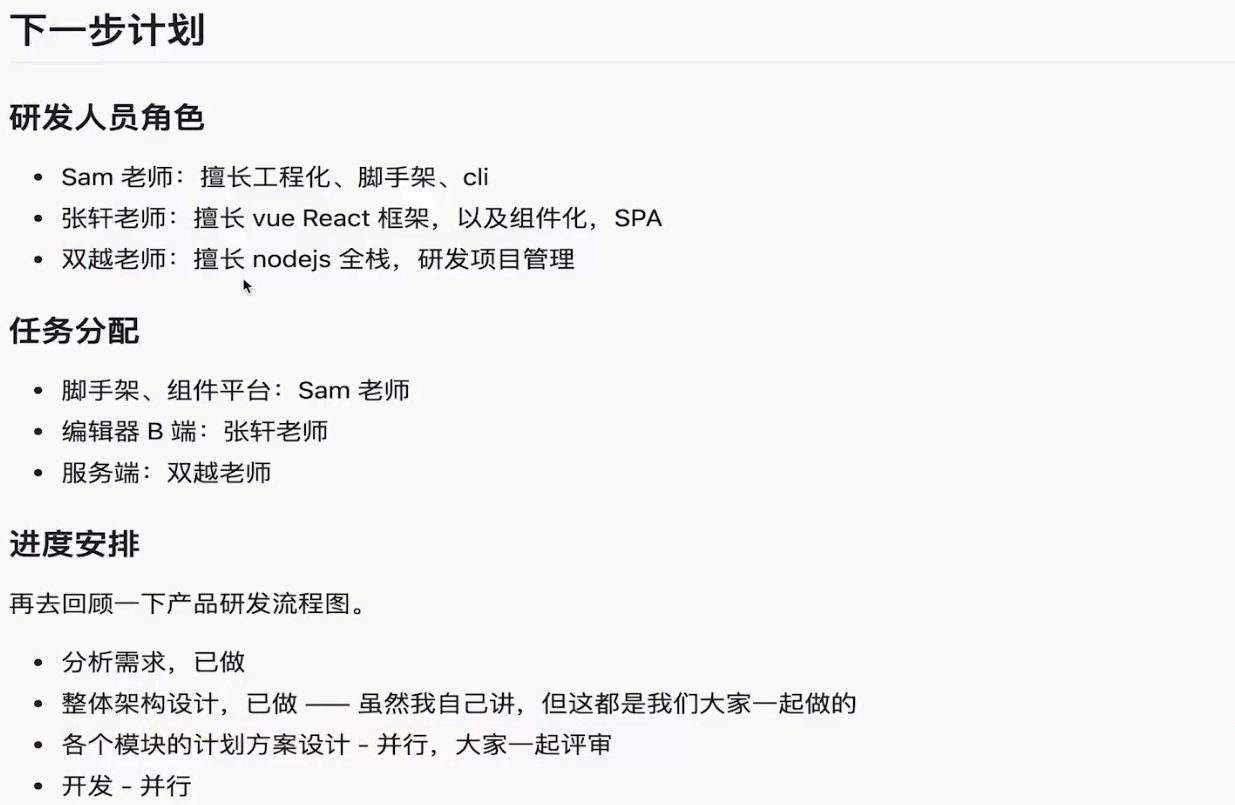 下一步计划
研发人员角色
• Sam 老师：擅长工程化、脚手架、cli
• 张轩老师：擅长 vue React 框架，以及组件化，SPA
• 双越老师：擅长 nodejs 全栈，研发项目管理
任务分配
• 脚手架、组件平台：Sam 老师
• 编辑器 B 端：张轩老师
• 服务端：双越老师
进度安排
再去回顾一下产品研发流程图。
• 分析需求，已做
• 整体架构设计，已做 —— 虽然我自己讲，但这都是我们大家一起做的
• 各个模块的计划方案设计 - 并行，大家一起评审
• 开发 - 并行